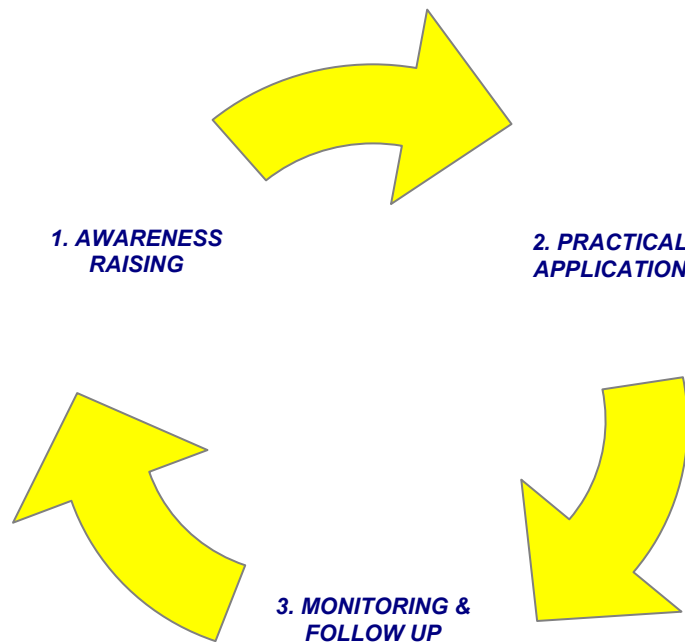 1. AWARENESS
RAISING
2. PRACTICAL
APPLICATION
3. MONITORING &
FOLLOW UP